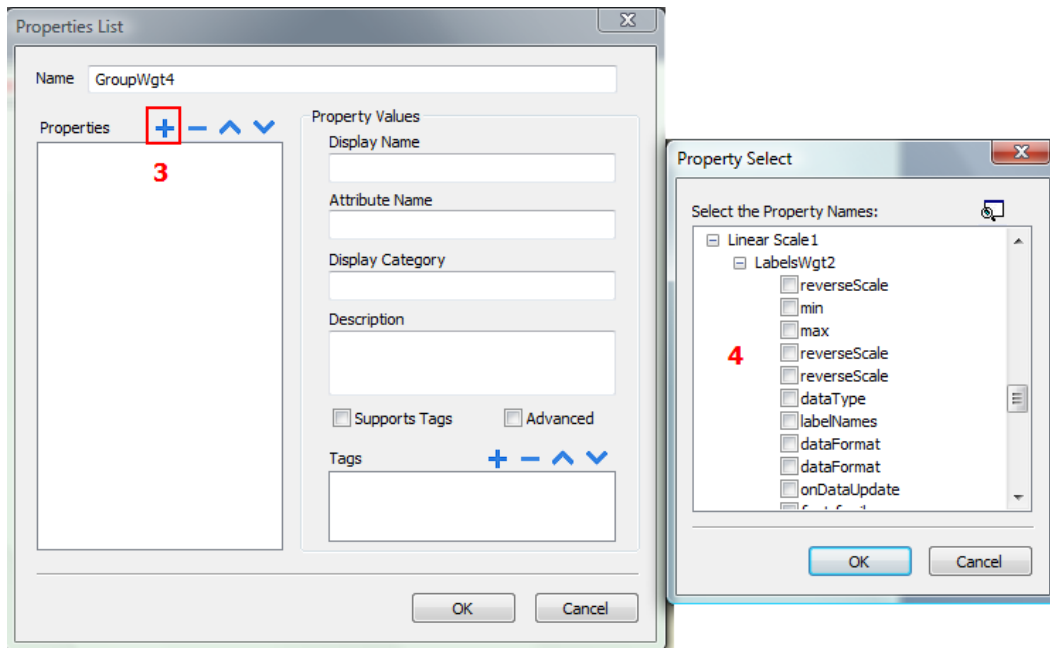 Properties List
Name GroupWgt4
Properties
3
Property Values
Display Name
Attribute Name
Display Category
Description
Supports Tags Advanced
Tags
OK Cancel
Property Select
Select the Property Names:
Linear Scale1
LabelsWgt2
reverseScale
min
max
4
reverseScale
reverseScale
dataType
labelNames
dataFormat
dataFormat
onDataUpdate
OK Cancel